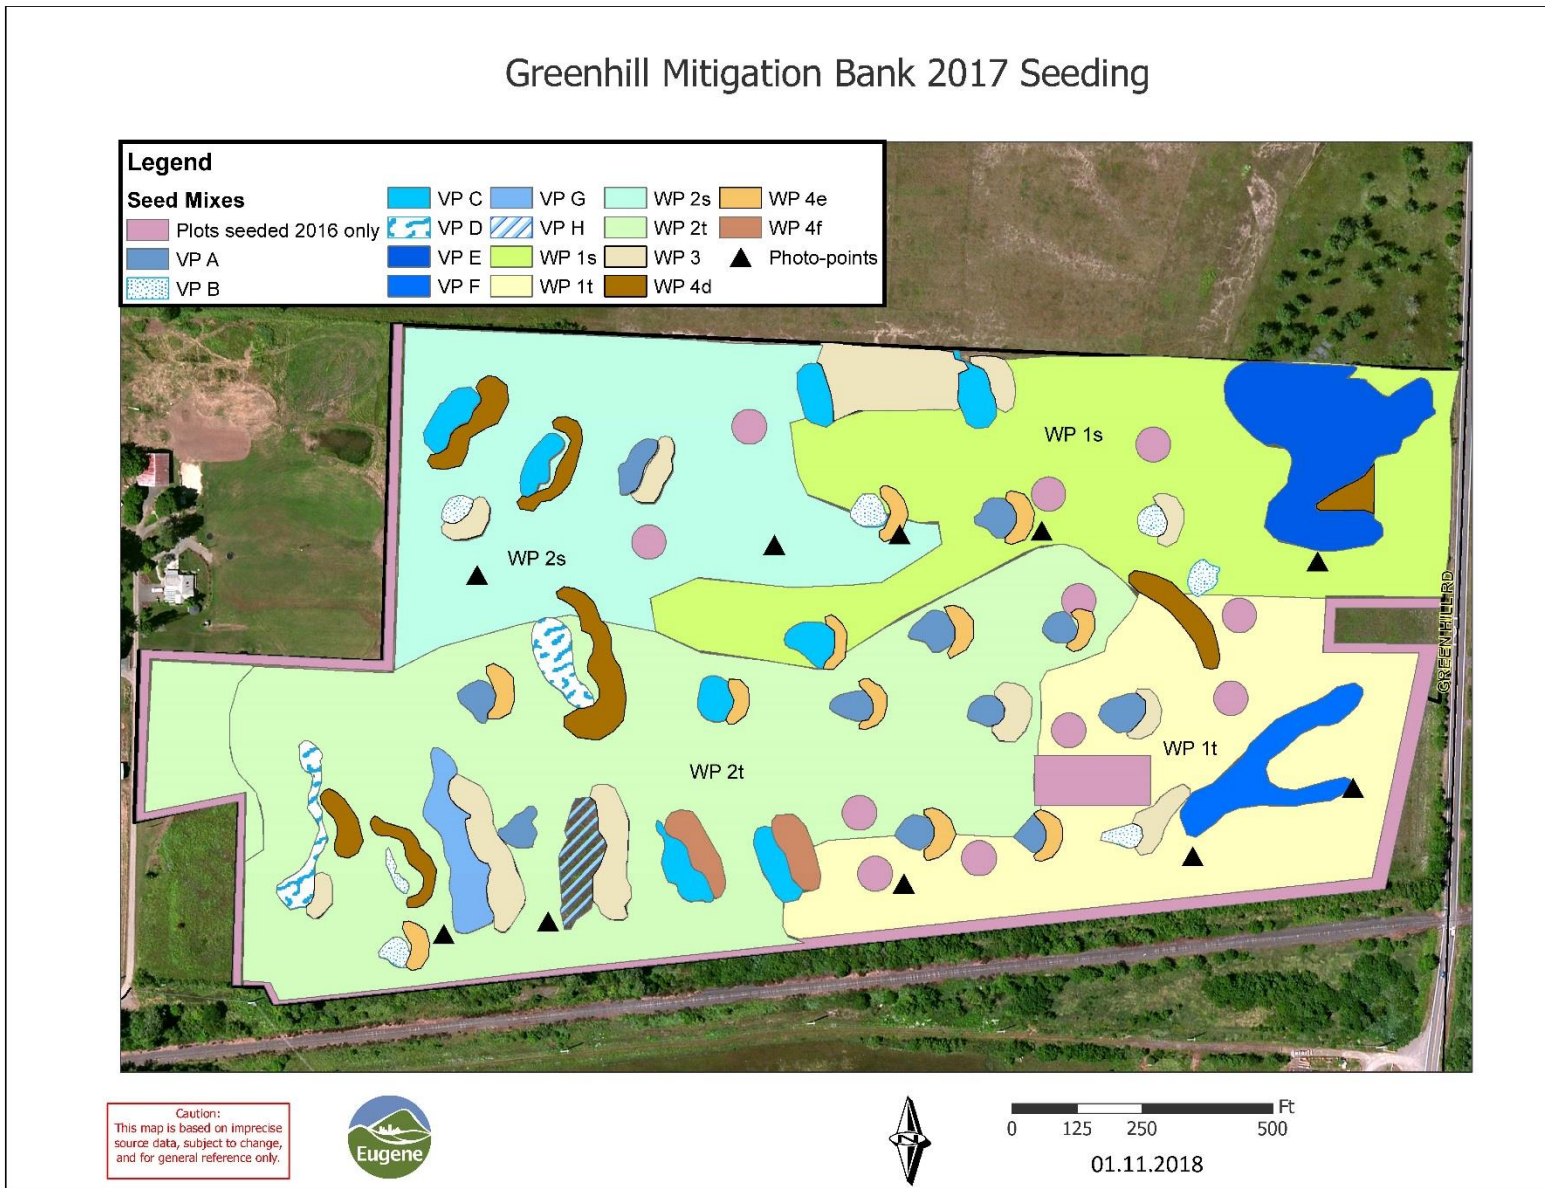 Greenhill Mitigation Bank 2017 Seeding
Legend
Seed Mixes
Plots seeded 2016 only
VP A
VP B
VP C
VP D
VP E
VP F
VP G
VP H
WP 1s
WP 1t
WP 2s
WP 2t
WP 3
WP 4d
WP 4e
WP 4f
Photo-points
WP 1s
WP 2s
GREENHILL RD
WP 1t
WP 2t
Caution:
This map is based on imprecise
source data, subject to change,
and for general reference only.
Eugene
N
Ft
0 125 250 500
01.11.2018